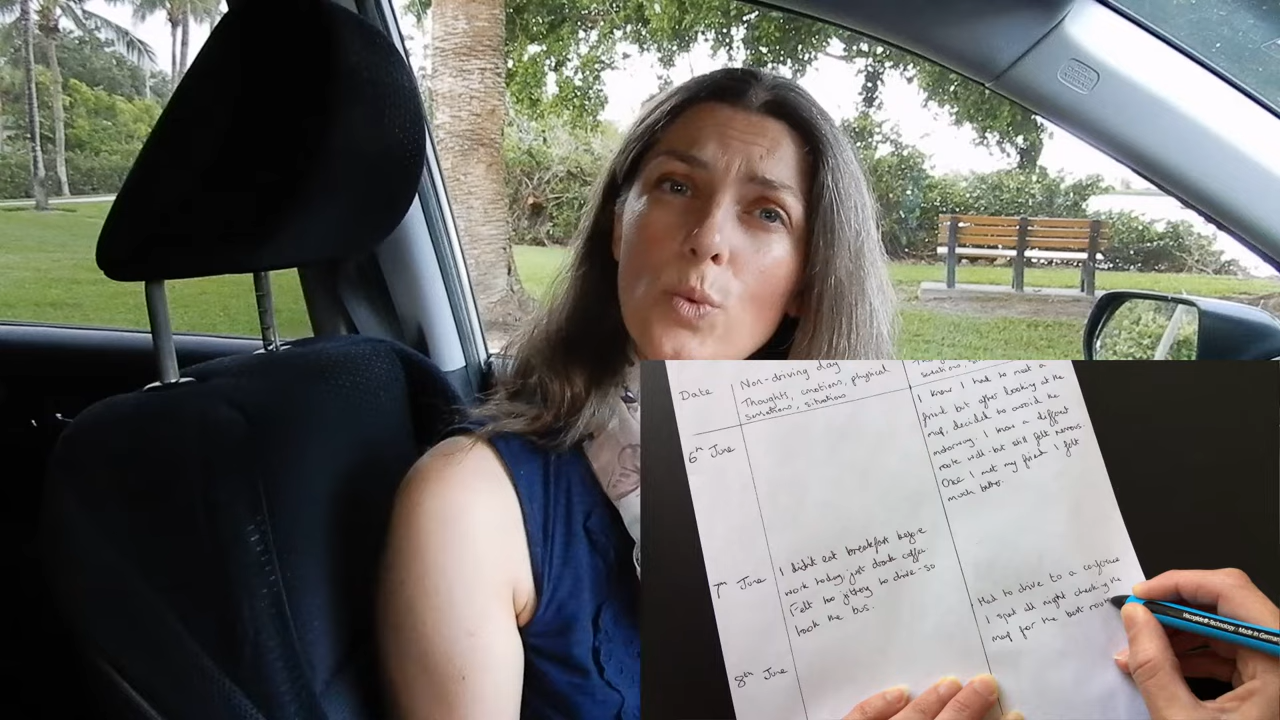 Date
Non-driving day
Thoughts, emotions, physical
sensations, situations
sensations, s
6th June
I knew I had to meet a
friend but after looking at the
map, decided to avoid the
motorway. I know a different
route well-but still felt nervous.
Once I met my friend I felt
much better.
7th June
I didn't eat breakfast before
work today, just drank coffee.
Felt too jittery to drive-so
took the bus.
8th June
Had to drive to a conference
I spent all night checking the
map for the best route
Viscoglide®-Technology · Made in Germany